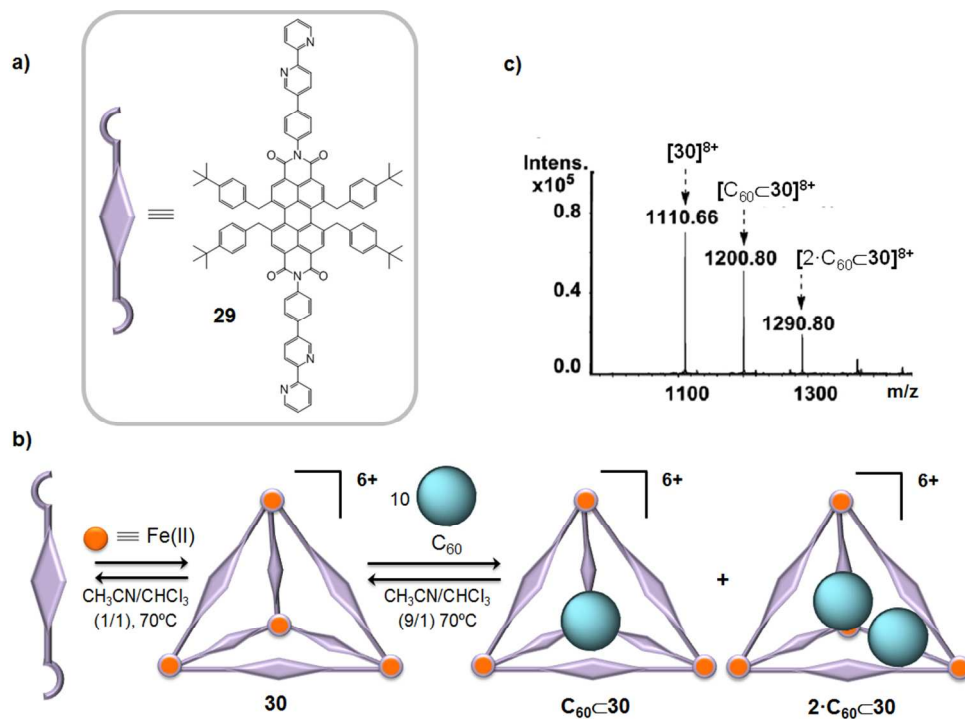 a)
N
N
O
N
O
O
N
O
N
N
29
c)
Intens.
x10⁵
0.8
0.4
0.0
[30]⁸⁺
1110.66
[C₆₀⊂30]⁸⁺
1200.80
[2·C₆₀⊂30]⁸⁺
1290.80
1100
1300
m/z
b)
≡ Fe(II)
CH₃CN/CHCl₃
(1/1), 70ºC
6+
30
10
C₆₀
CH₃CN/CHCl₃
(9/1) 70ºC
6+
C₆₀⊂30
+
6+
2·C₆₀⊂30